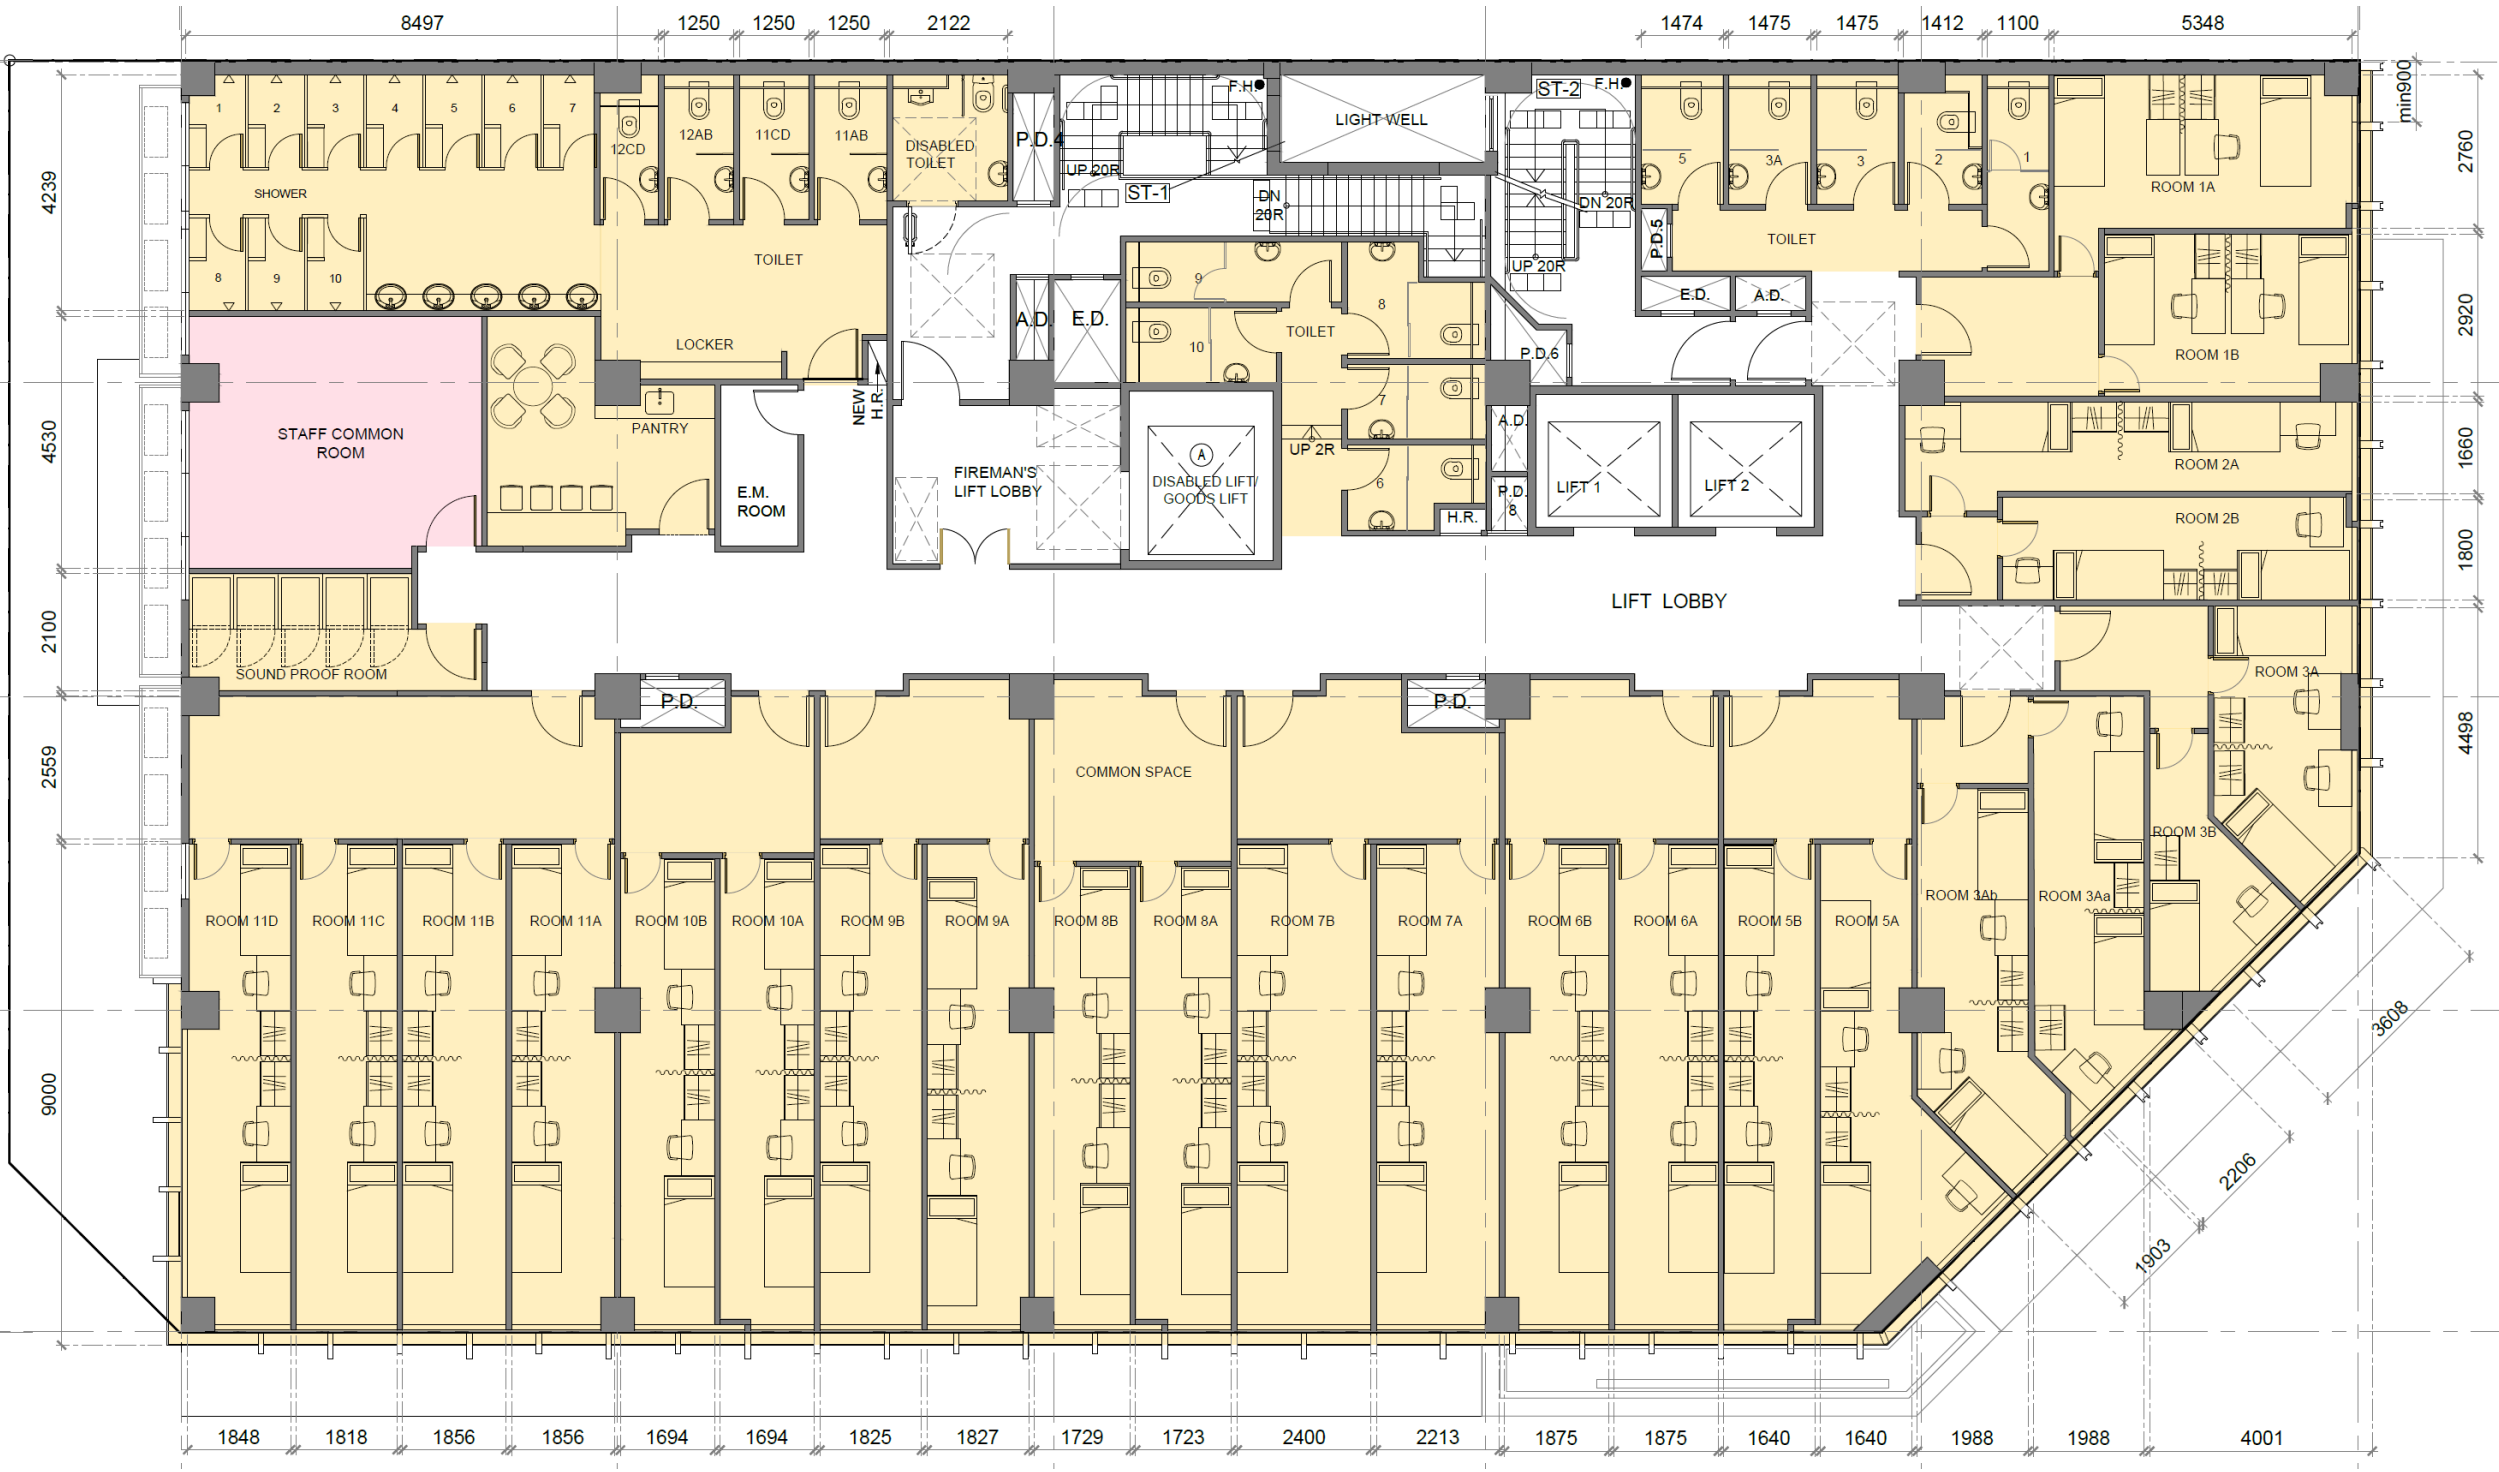 8497
1250
1250
1250
2122
1474
1475
1475
1412
1100
5348
min900
F.H.
ST-2
F.H.
LIGHT WELL
1
2
3
4
5
6
7
12CD
12AB
11CD
11AB
DISABLED
TOILET
P.D.4
UP 20R
ST-1
DN
20R
DN 20R
UP 20R
5
3A
3
2
1
ROOM 1A
2760
4239
SHOWER
TOILET
P.D.5
TOILET
8
9
10
9
8
E.D.
A.D.
A.D.
E.D.
TOILET
10
P.D.6
ROOM 1B
2920
LOCKER
NEW
H.R.
7
PANTRY
STAFF COMMON
ROOM
4530
UP 2R
A.D.
A
DISABLED LIFT/
GOODS LIFT
FIREMAN'S
LIFT LOBBY
E.M.
ROOM
6
H.R.
P.D.
8
LIFT 1
LIFT 2
ROOM 2A
1660
ROOM 2B
1800
LIFT LOBBY
2100
SOUND PROOF ROOM
ROOM 3A
P.D.
P.D.
4498
2559
COMMON SPACE
ROOM 3B
ROOM 3Ab
ROOM 3Aa
ROOM 11D
ROOM 11C
ROOM 11B
ROOM 11A
ROOM 10B
ROOM 10A
ROOM 9B
ROOM 9A
ROOM 8B
ROOM 8A
ROOM 7B
ROOM 7A
ROOM 6B
ROOM 6A
ROOM 5B
ROOM 5A
9000
3608
2206
1903
1848
1818
1856
1856
1694
1694
1825
1827
1729
1723
2400
2213
1875
1875
1640
1640
1988
1988
4001